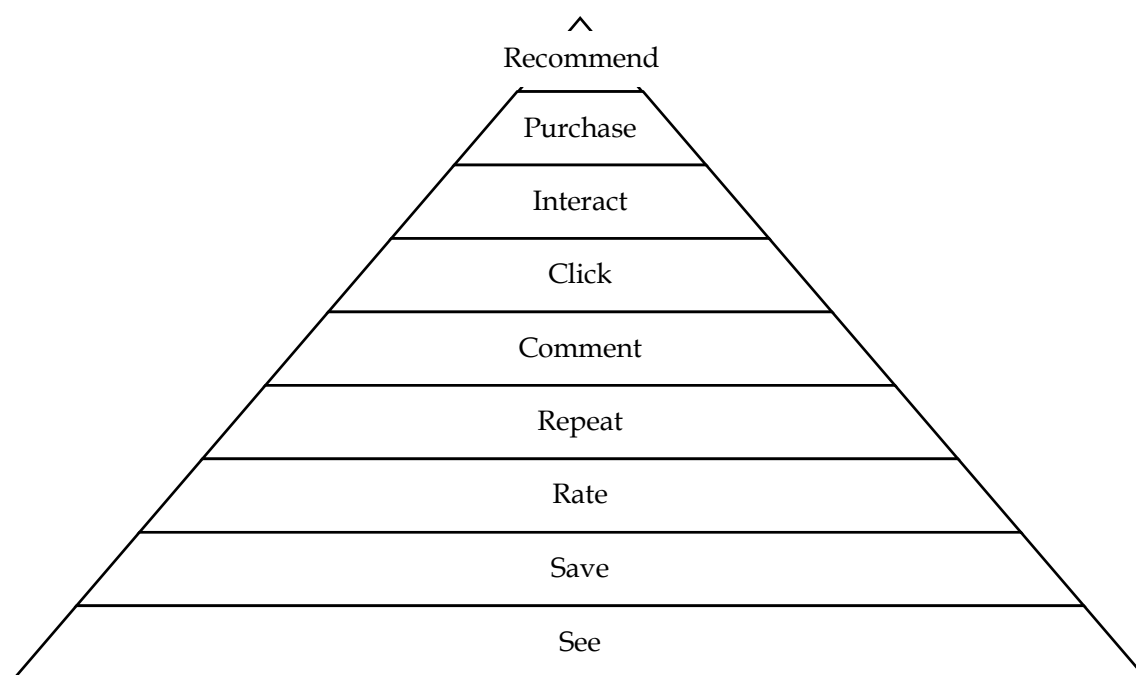 Recommend
Purchase
Interact
Click
Comment
Repeat
Rate
Save
See